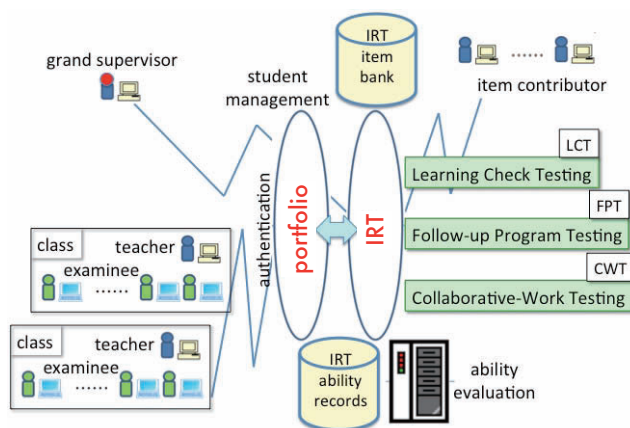 IRT
item
bank
grand supervisor
student
management
item contributor
authentication
portfolio
IRT
LCT
Learning Check Testing
FPT
Follow-up Program Testing
CWT
Collaborative-Work Testing
class
teacher
examinee
......
class
teacher
examinee
......
IRT
ability
records
ability
evaluation
......